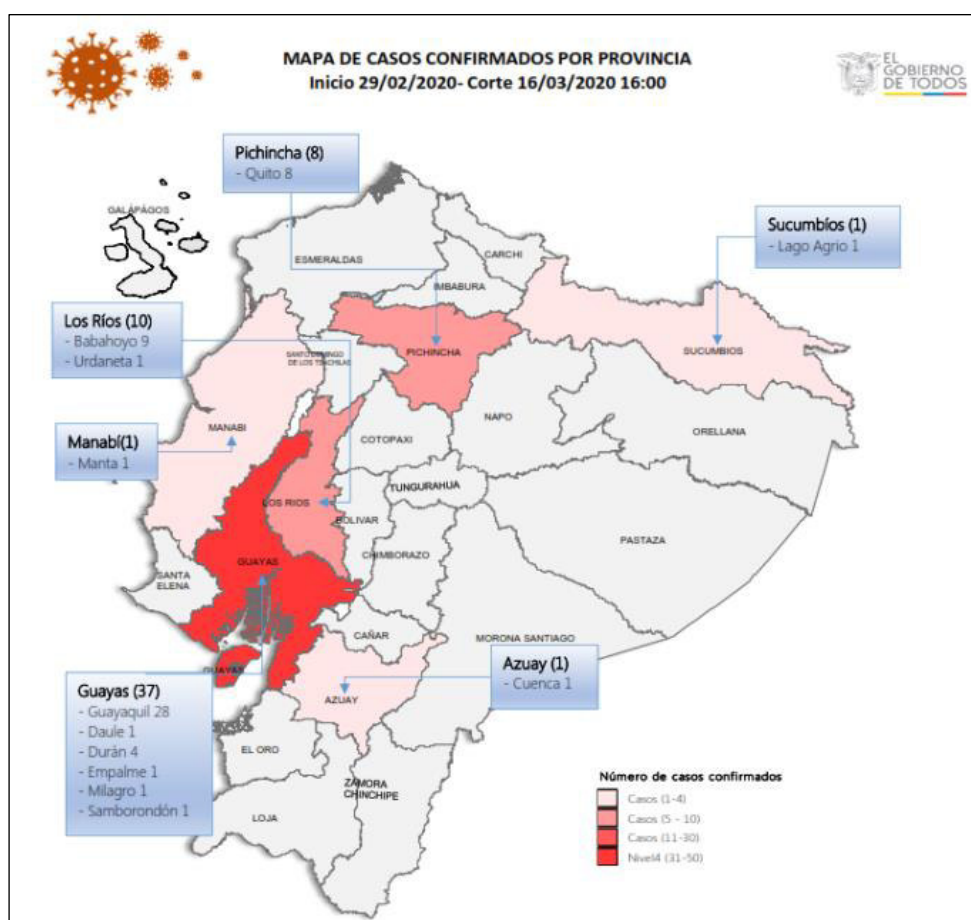 MAPA DE CASOS CONFIRMADOS POR PROVINCIA
Inicio 29/02/2020- Corte 16/03/2020 16:00
EL
GOBIERNO
DE TODOS
Pichincha (8)
- Quito 8
GALÁPAGOS
Sucumbíos (1)
- Lago Agrio 1
CARCHI
ESMERALDAS
IMBABURA
Los Ríos (10)
- Babahoyo 9
- Urdaneta 1
SANTO DOMINGO
DE LOS TSACHILAS
PICHINCHA
SUCUMBIOS
MANABI
NAPO
ORELLANA
Manabí(1)
- Manta 1
COTOPAXI
TUNGURAHUA
LOS RIOS
BOLIVAR
PASTAZA
CHIMBORAZO
GUAYAS
SANTA
ELENA
CAÑAR
MORONA SANTIAGO
GUAYAS
Azuay (1)
- Cuenca 1
Guayas (37)
- Guayaquil 28
- Daule 1
- Durán 4
- Empalme 1
- Milagro 1
- Samborondón 1
AZUAY
EL ORO
ZAMORA
CHINCHIPE
LOJA
Número de casos confirmados
Casos (1-4)
Casos (5 - 10)
Casos (11-30)
Nivel4 (31-50)